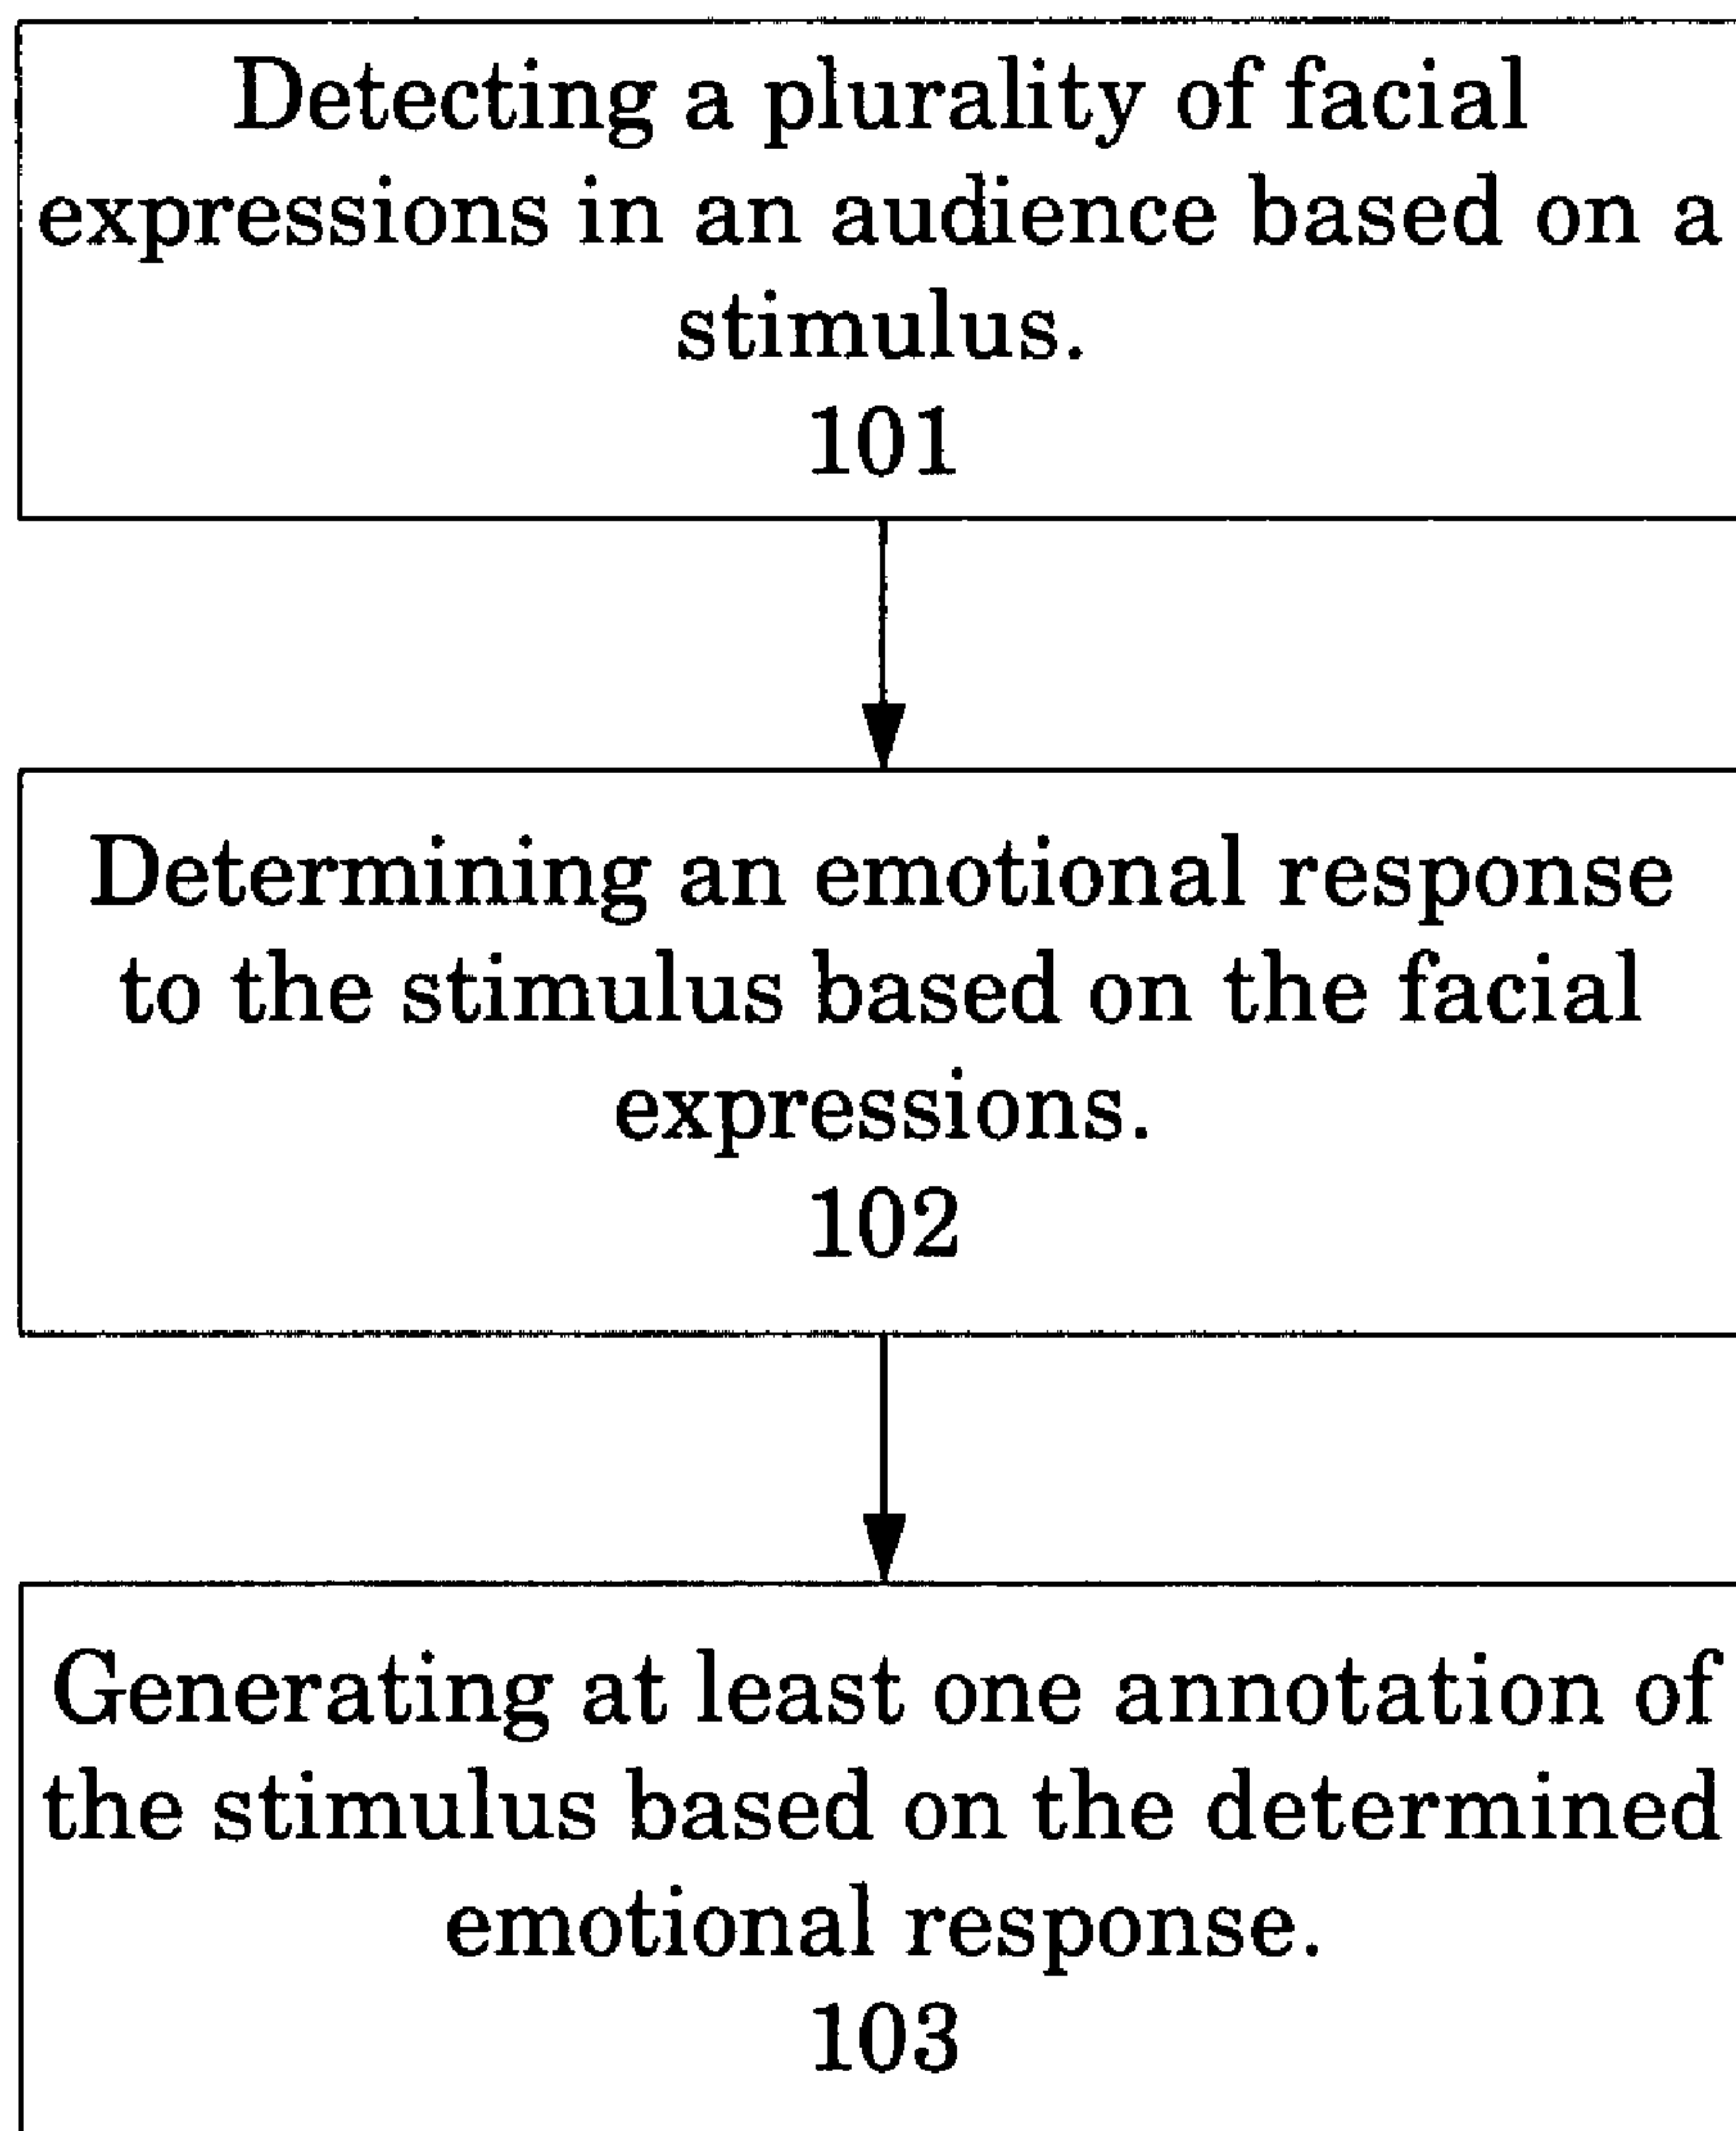 Detecting a plurality of facial
expressions in an audience based on a
stimulus.
101
Determining an emotional response
to the stimulus based on the facial
expressions.
102
Generating at least one annotation of
the stimulus based on the determined
emotional response.
103